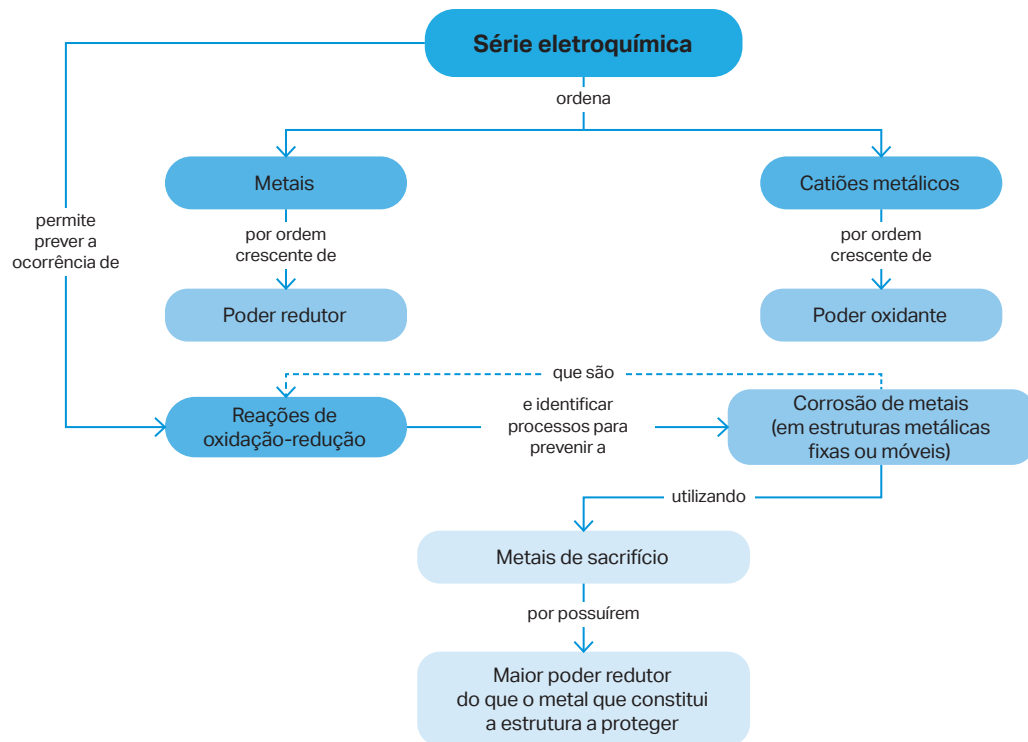 Série eletroquímica
ordena
Metais
Catiões metálicos
permite
prever a
ocorrência de
por ordem
crescente de
por ordem
crescente de
Poder redutor
Poder oxidante
que são
Reações de
oxidação-redução
e identificar
processos para
prevenir a
Corrosão de metais
(em estruturas metálicas
fixas ou móveis)
utilizando
Metais de sacrifício
por possuírem
Maior poder redutor
do que o metal que constitui
a estrutura a proteger